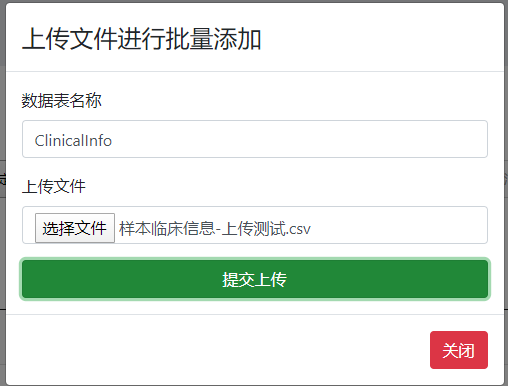 上传文件进行批量添加
数据表名称
ClinicalInfo
上传文件
选择文件 样本临床信息-上传测试.csv
提交上传
关闭